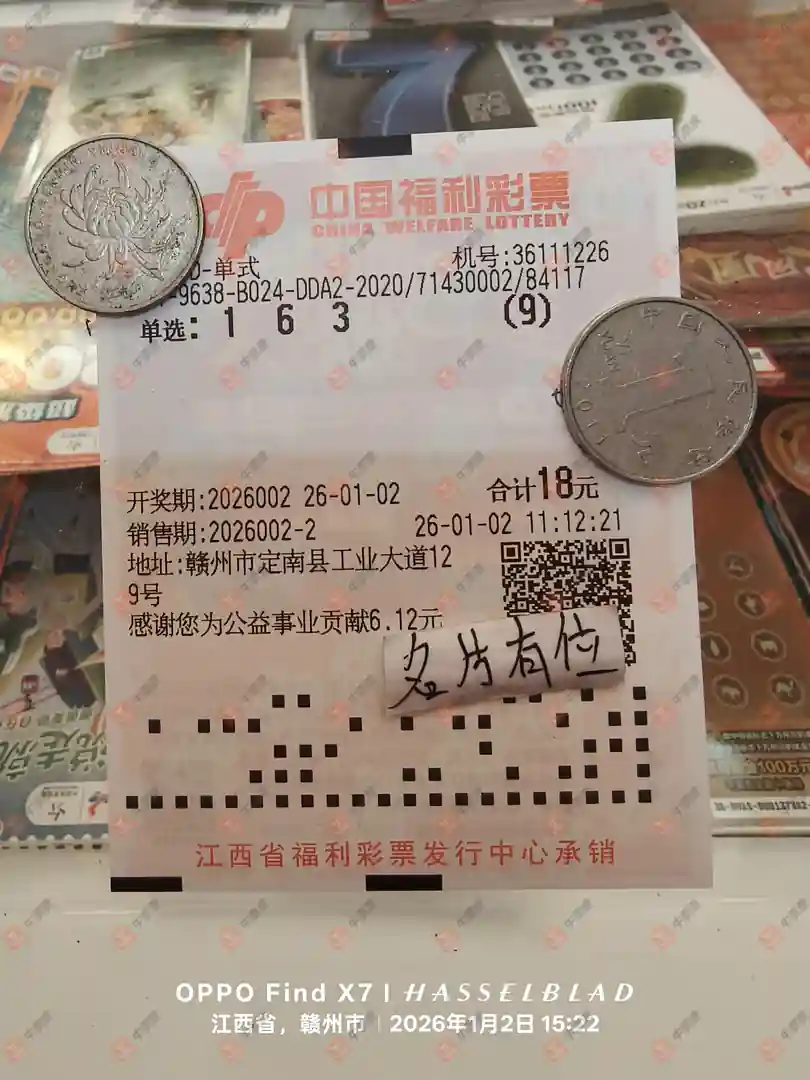 中国福利彩票
CHINA WELFARE LOTTERY
D-单式
机号:36111226
-9638-B024-DDA2-2020/71430002/84117
单选: 1 6 3 (9)
开奖期:2026002 26-01-02 合计18元
销售期:2026002-2 26-01-02 11:12:21
地址:赣州市定南县工业大道12
9号
感谢您为公益事业贡献6.12元
名片有位
江西省福利彩票发行中心承销
OPPO Find X7 | HASSELBLAD
江西省，赣州市 | 2026年1月2日 15:22